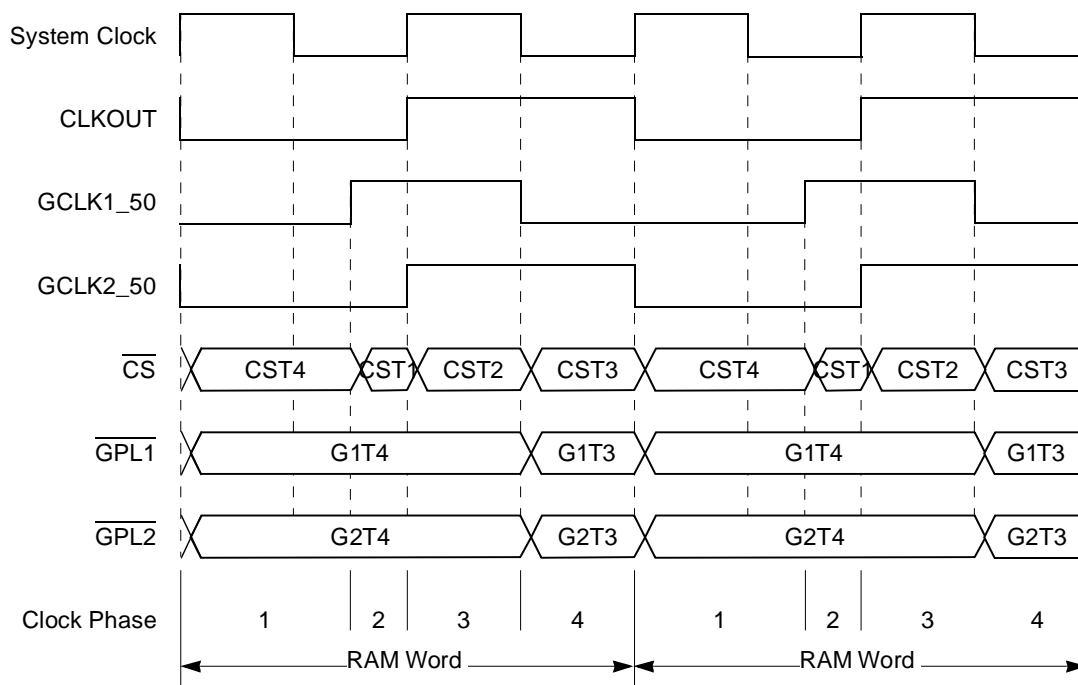 System Clock
CLKOUT
GCLK1_50
GCLK2_50
CS CST4 CST1 CST2 CST3 CST4 CST1 CST2 CST3
GPL1 G1T4 G1T3 G1T4 G1T3
GPL2 G2T4 G2T3 G2T4 G2T3
Clock Phase 1 2 3 4 1 2 3 4
RAM Word RAM Word